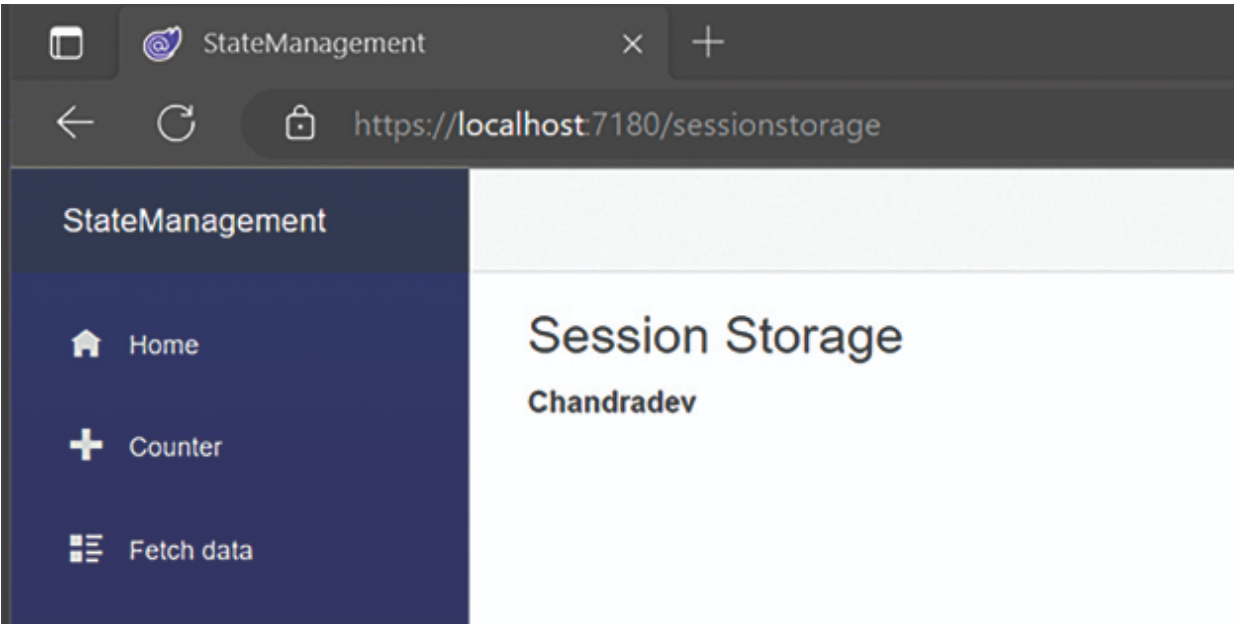 StateManagement
https://localhost:7180/sessionstorage
StateManagement
Home
Counter
Fetch data
Session Storage
Chandradev